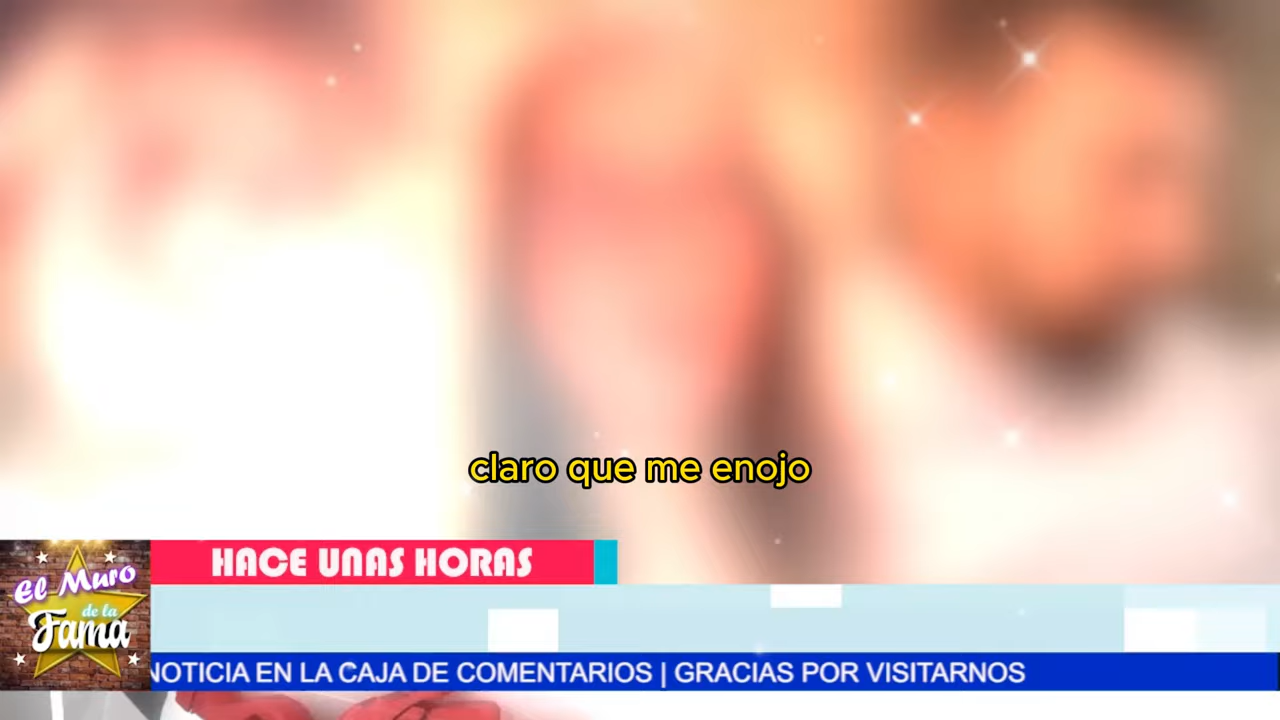 claro que me enojo
HACE UNAS HORAS
El Muro
de la
Fama
NOTICIA EN LA CAJA DE COMENTARIOS | GRACIAS POR VISITARNOS